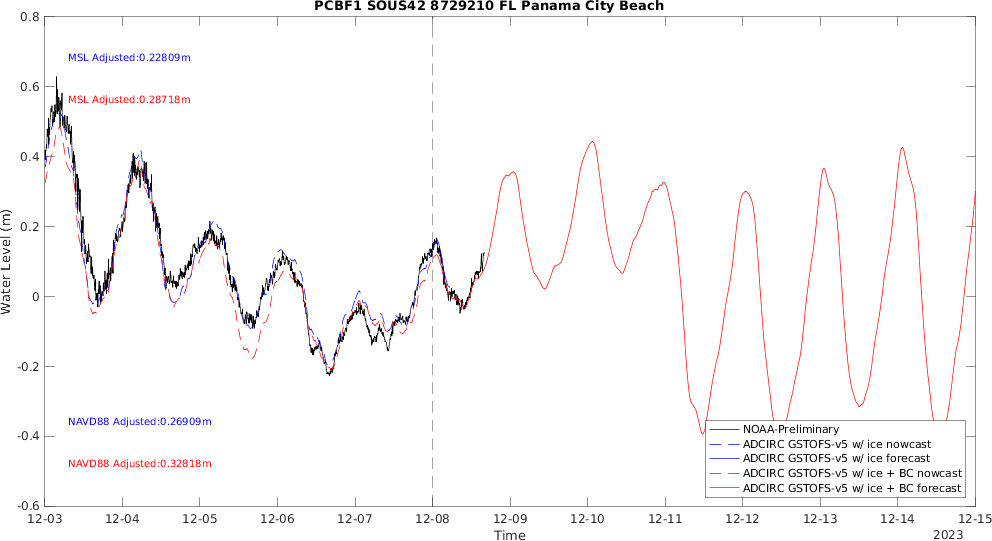 PCBF1 SOUS42 8729210 FL Panama City Beach
0.8
0.6
0.4
0.2
0
-0.2
-0.4
-0.6
Water Level (m)
MSL Adjusted:0.22809m
MSL Adjusted:0.28718m
NAVD88 Adjusted:0.26909m
NAVD88 Adjusted:0.32818m
NOAA-Preliminary
ADCIRC GSTOFS-v5 w/ ice nowcast
ADCIRC GSTOFS-v5 w/ ice forecast
ADCIRC GSTOFS-v5 w/ ice + BC nowcast
ADCIRC GSTOFS-v5 w/ ice + BC forecast
12-03 12-04 12-05 12-06 12-07 12-08 12-09 12-10 12-11 12-12 12-13 12-14 12-15
Time
2023